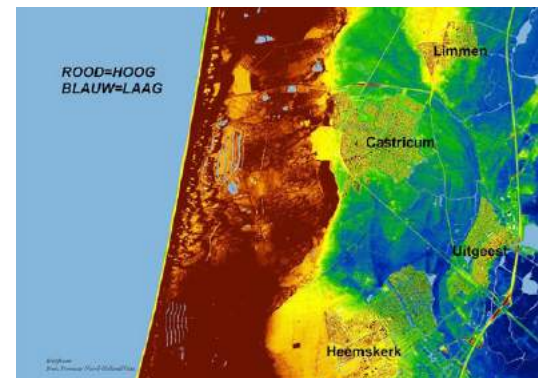 ROOD=HOOG
BLAUW=LAAG
Limmen
Castricum
Uitgeest
Heemskerk